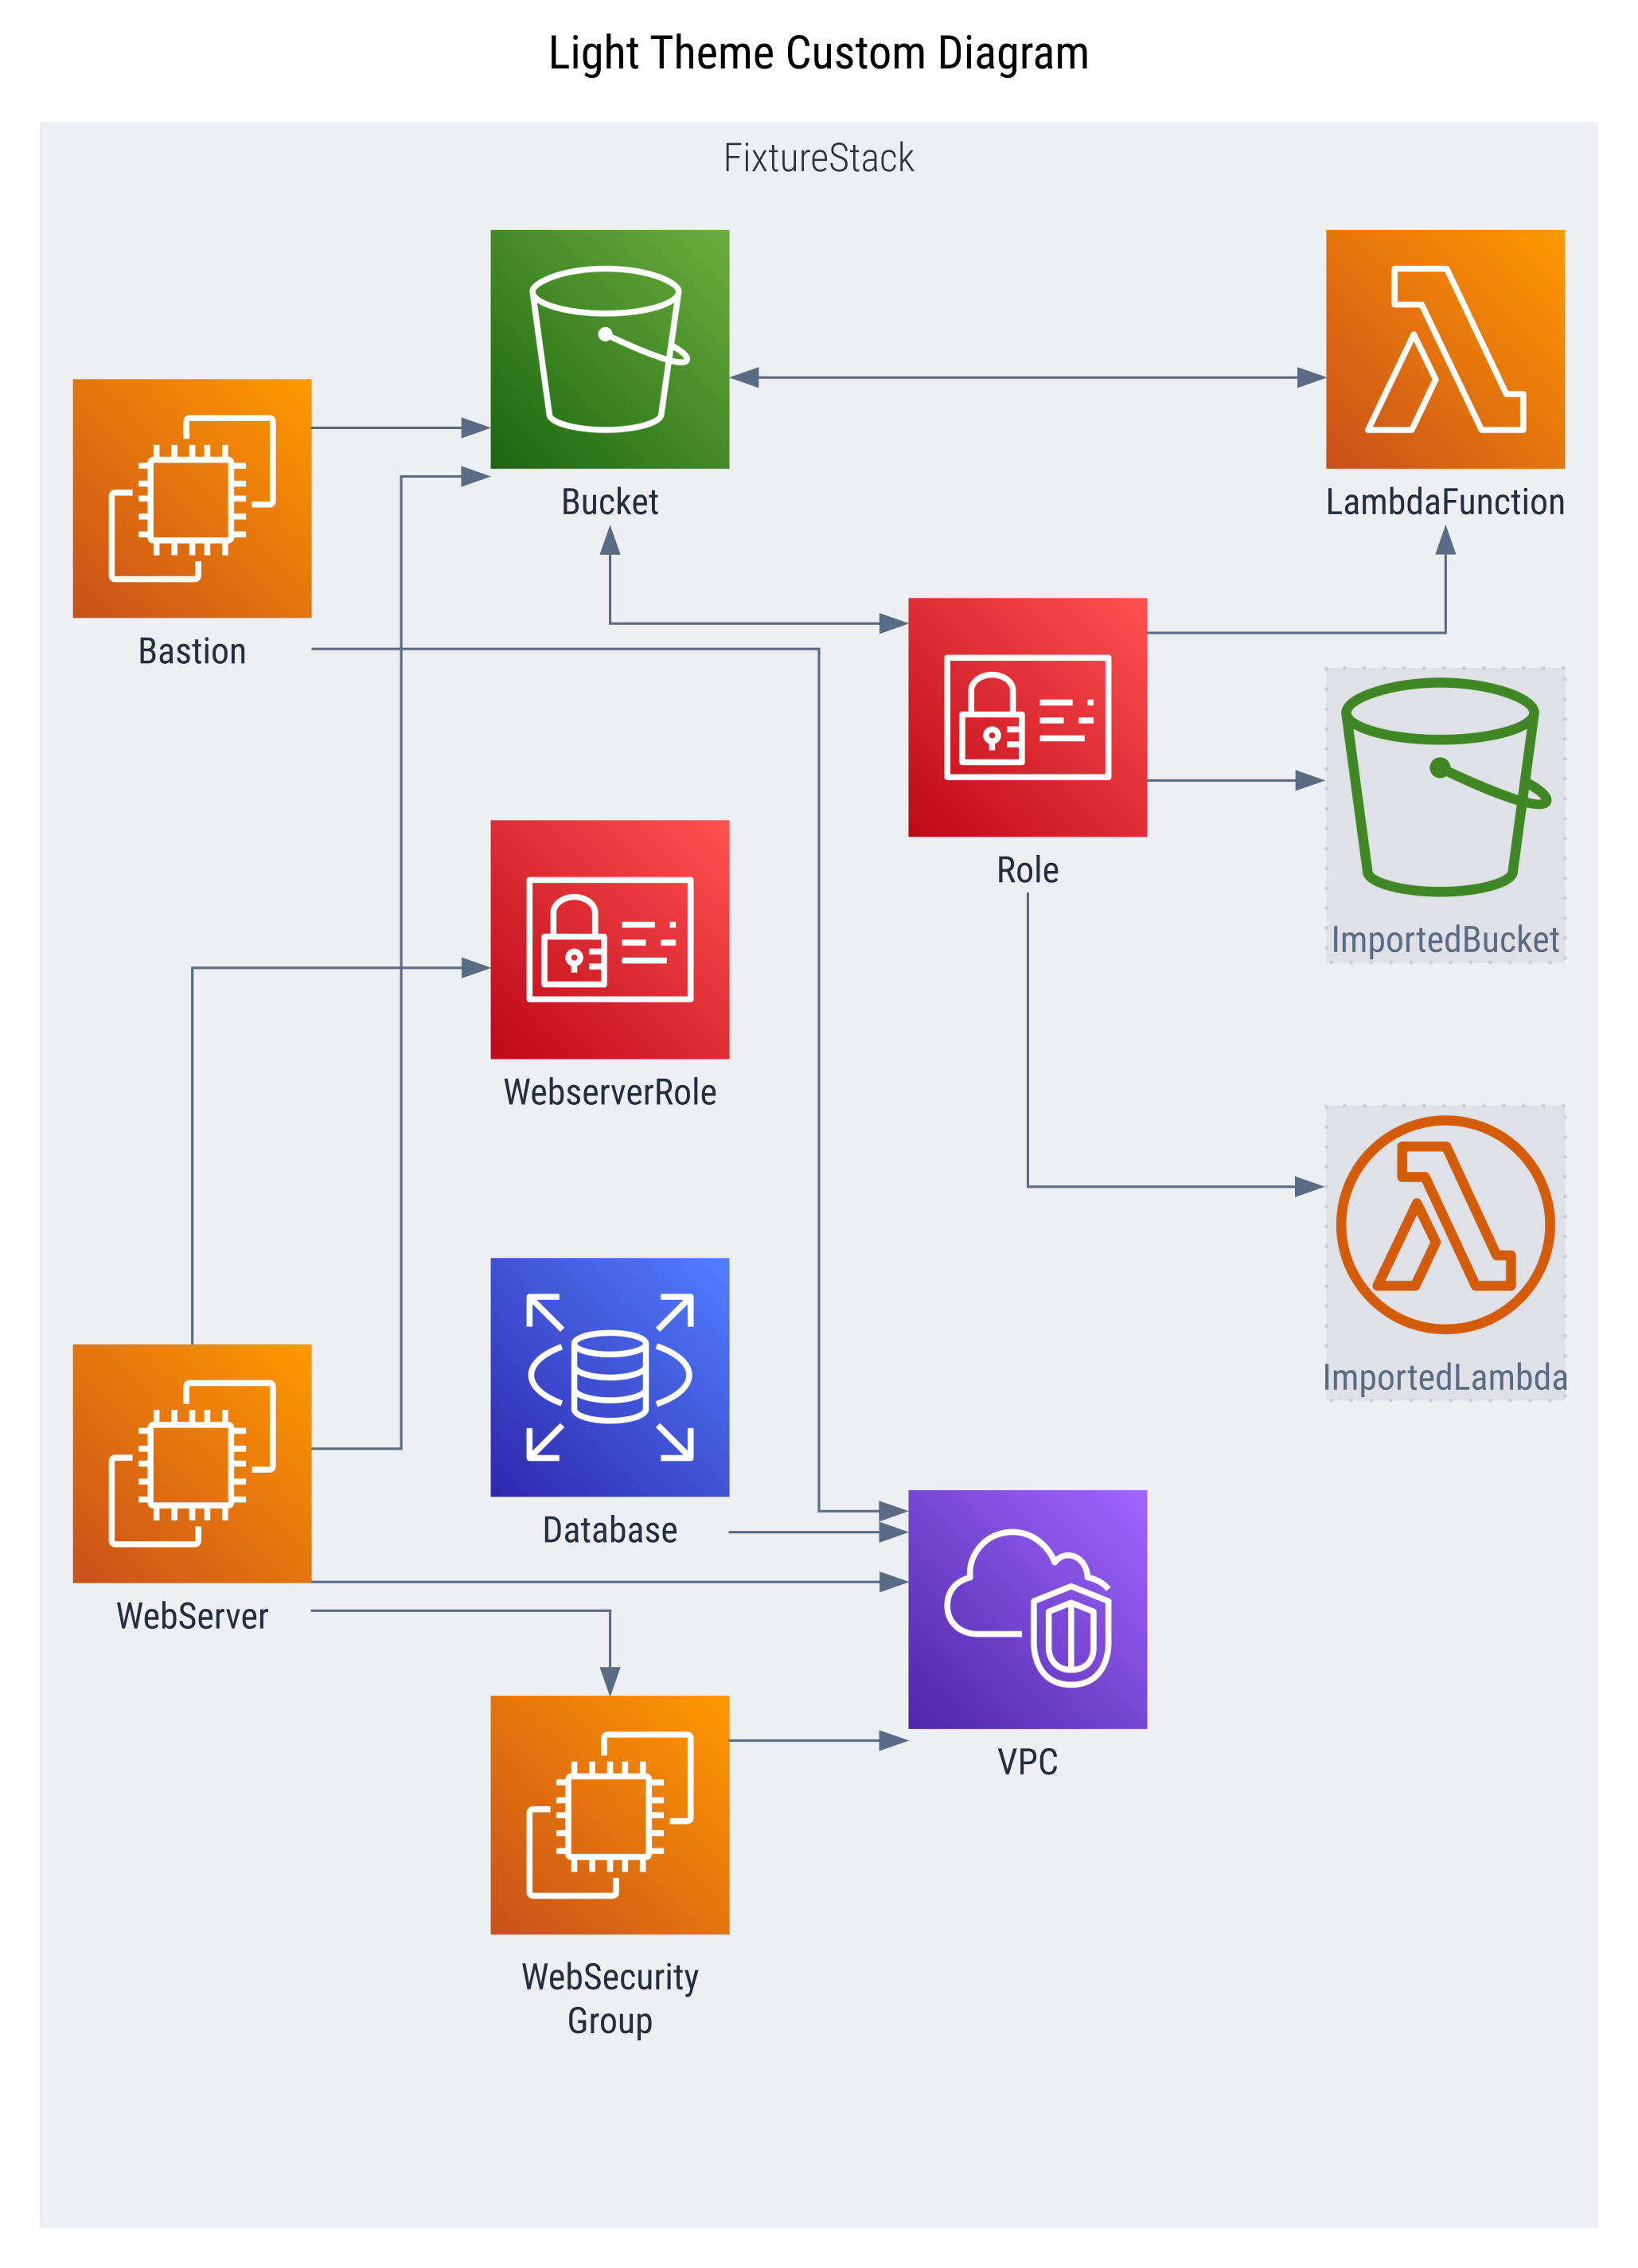 Light Theme Custom Diagram
FixtureStack
Bucket
LambdaFunction
Bastion
Role
ImportedBucket
WebserverRole
ImportedLambda
Database
WebServer
VPC
WebSecurity
Group